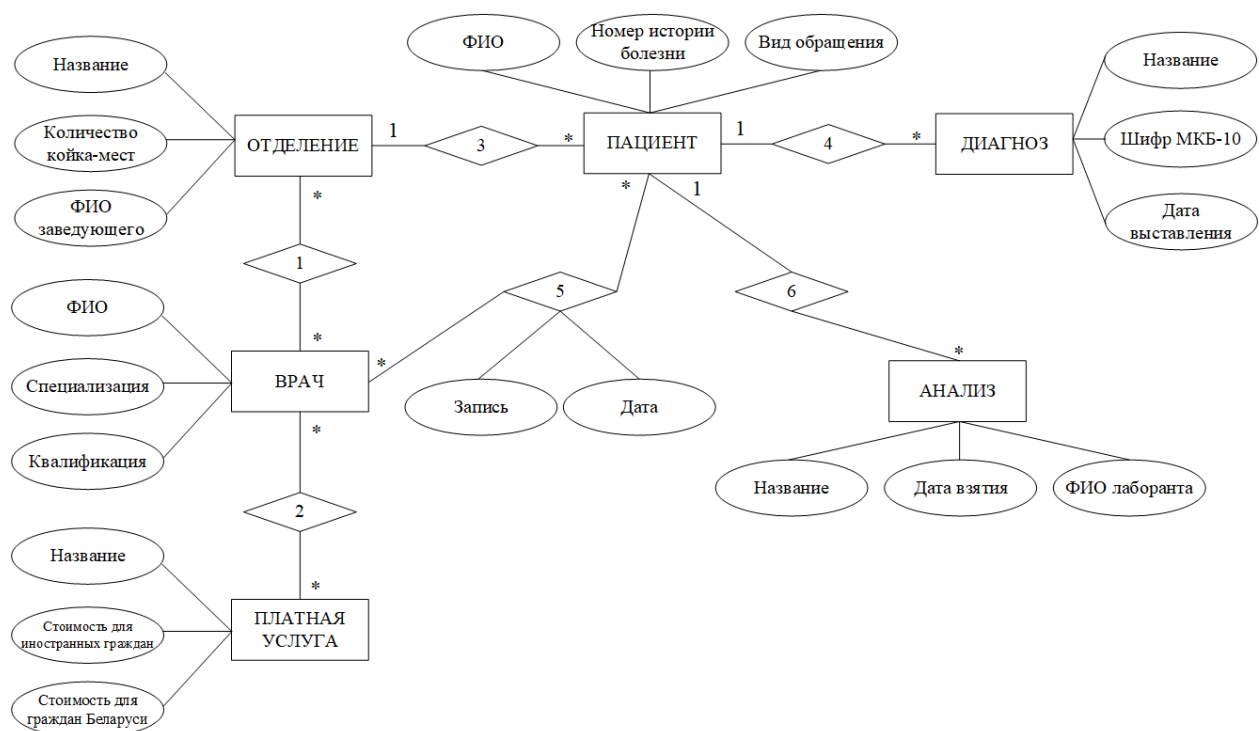 ФИО
Номер истории
болезни
Вид обращения
Название
Название
Количество
койка-мест
ОТДЕЛЕНИЕ
1
3
*
ПАЦИЕНТ
1
4
*
ДИАГНОЗ
Шифр МКБ-10
ФИО
заведующего
*
*
1
Дата
выставления
1
5
6
ФИО
*
*
*
Специализация
ВРАЧ
Запись
Дата
АНАЛИЗ
Квалификация
*
Название
Дата взятия
ФИО лаборанта
2
Название
*
Стоимость для
иностранных граждан
ПЛАТНАЯ
УСЛУГА
Стоимость для
граждан Беларуси